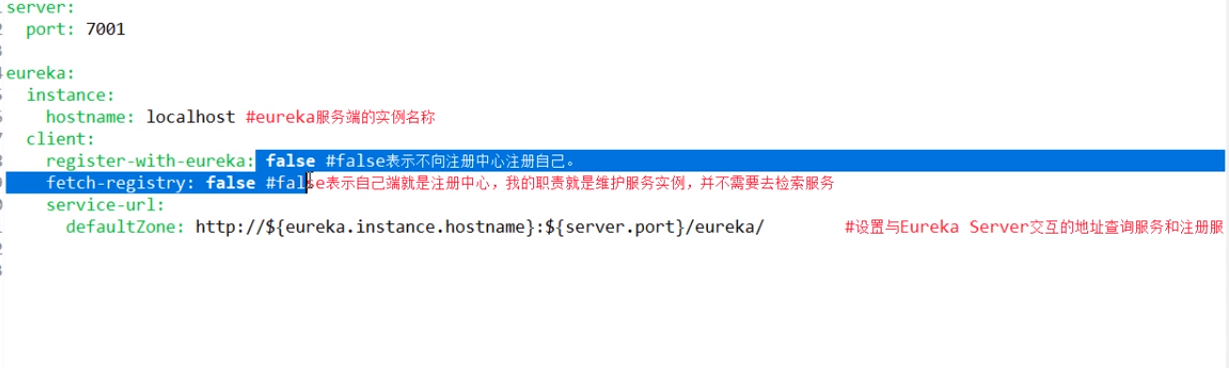 server:
port: 7001
eureka:
instance:
hostname: localhost #eureka服务端的实例名称
client:
register-with-eureka: false #false表示不向注册中心注册自己。
fetch-registry: false #false表示自己端就是注册中心，我的职责就是维护服务实例，并不需要去检索服务
service-url:
defaultZone: http://${eureka.instance.hostname}:${server.port}/eureka/ #设置与Eureka Server交互的地址查询服务和注册服